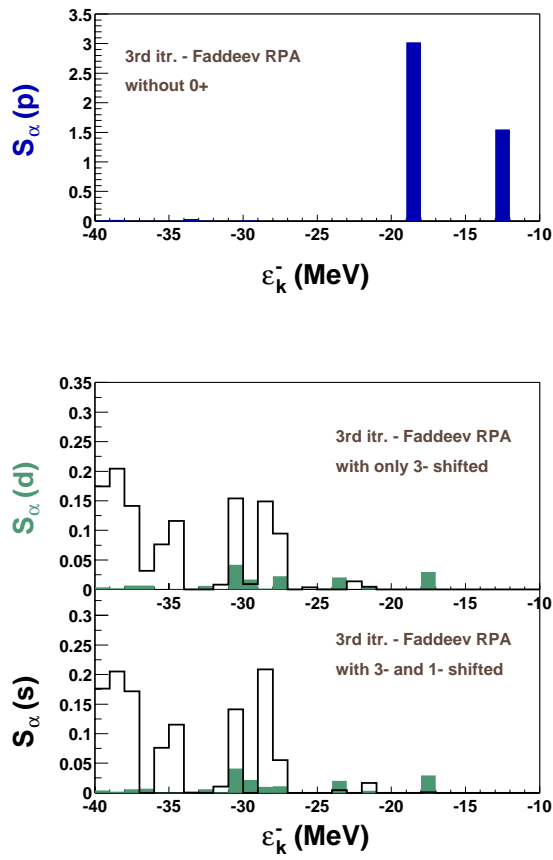 3.5
3
2.5
2
1.5
1
0.5
0
S_α (p)
3rd itr. - Faddeev RPA
without 0+
-40 -35 -30 -25 -20 -15 -10
ε_k^- (MeV)
0.35
0.3
0.25
0.2
0.15
0.1
0.05
0
S_α (d)
3rd itr. - Faddeev RPA
with only 3- shifted
-35 -30 -25 -20 -15 -10
0.3
0.25
0.2
0.15
0.1
0.05
0
S_α (s)
3rd itr. - Faddeev RPA
with 3- and 1- shifted
-40 -35 -30 -25 -20 -15 -10
ε_k^- (MeV)